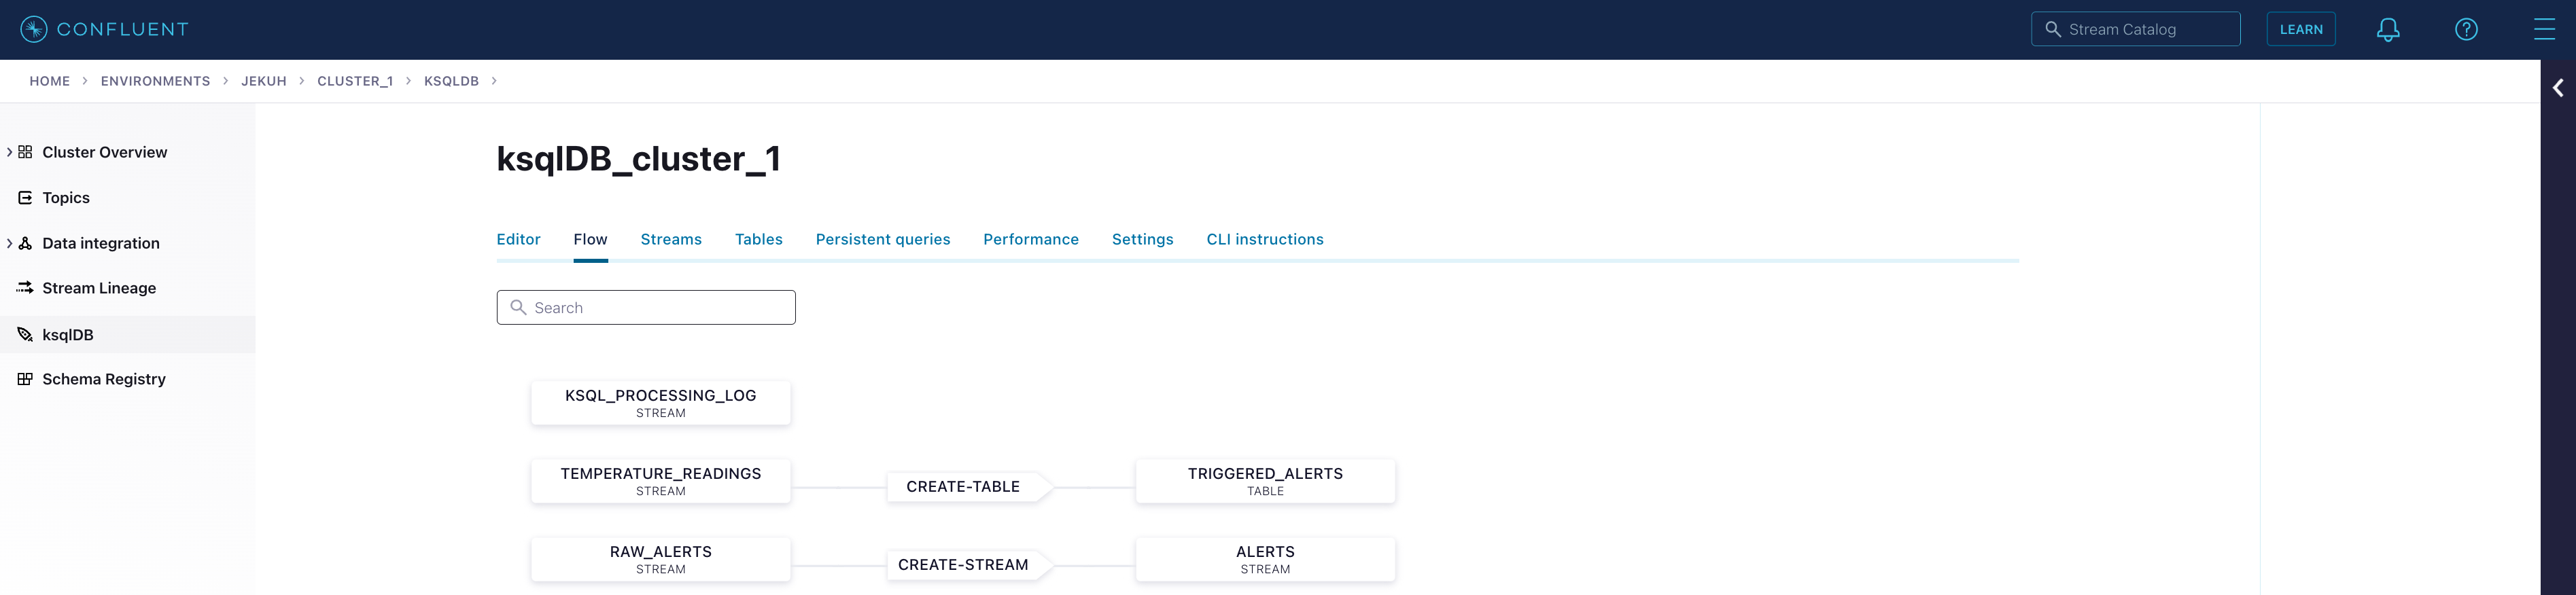 CONFLUENT
Stream Catalog
LEARN
HOME > ENVIRONMENTS > JEKUH > CLUSTER_1 > KSQLDB >
Cluster Overview
Topics
Data integration
Stream Lineage
ksqlDB
Schema Registry
ksqlDB_cluster_1
Editor Flow Streams Tables Persistent queries Performance Settings CLI instructions
Search
KSQL_PROCESSING_LOG
STREAM
TEMPERATURE_READINGS
STREAM
CREATE-TABLE
TRIGGERED_ALERTS
TABLE
RAW_ALERTS
STREAM
CREATE-STREAM
ALERTS
STREAM